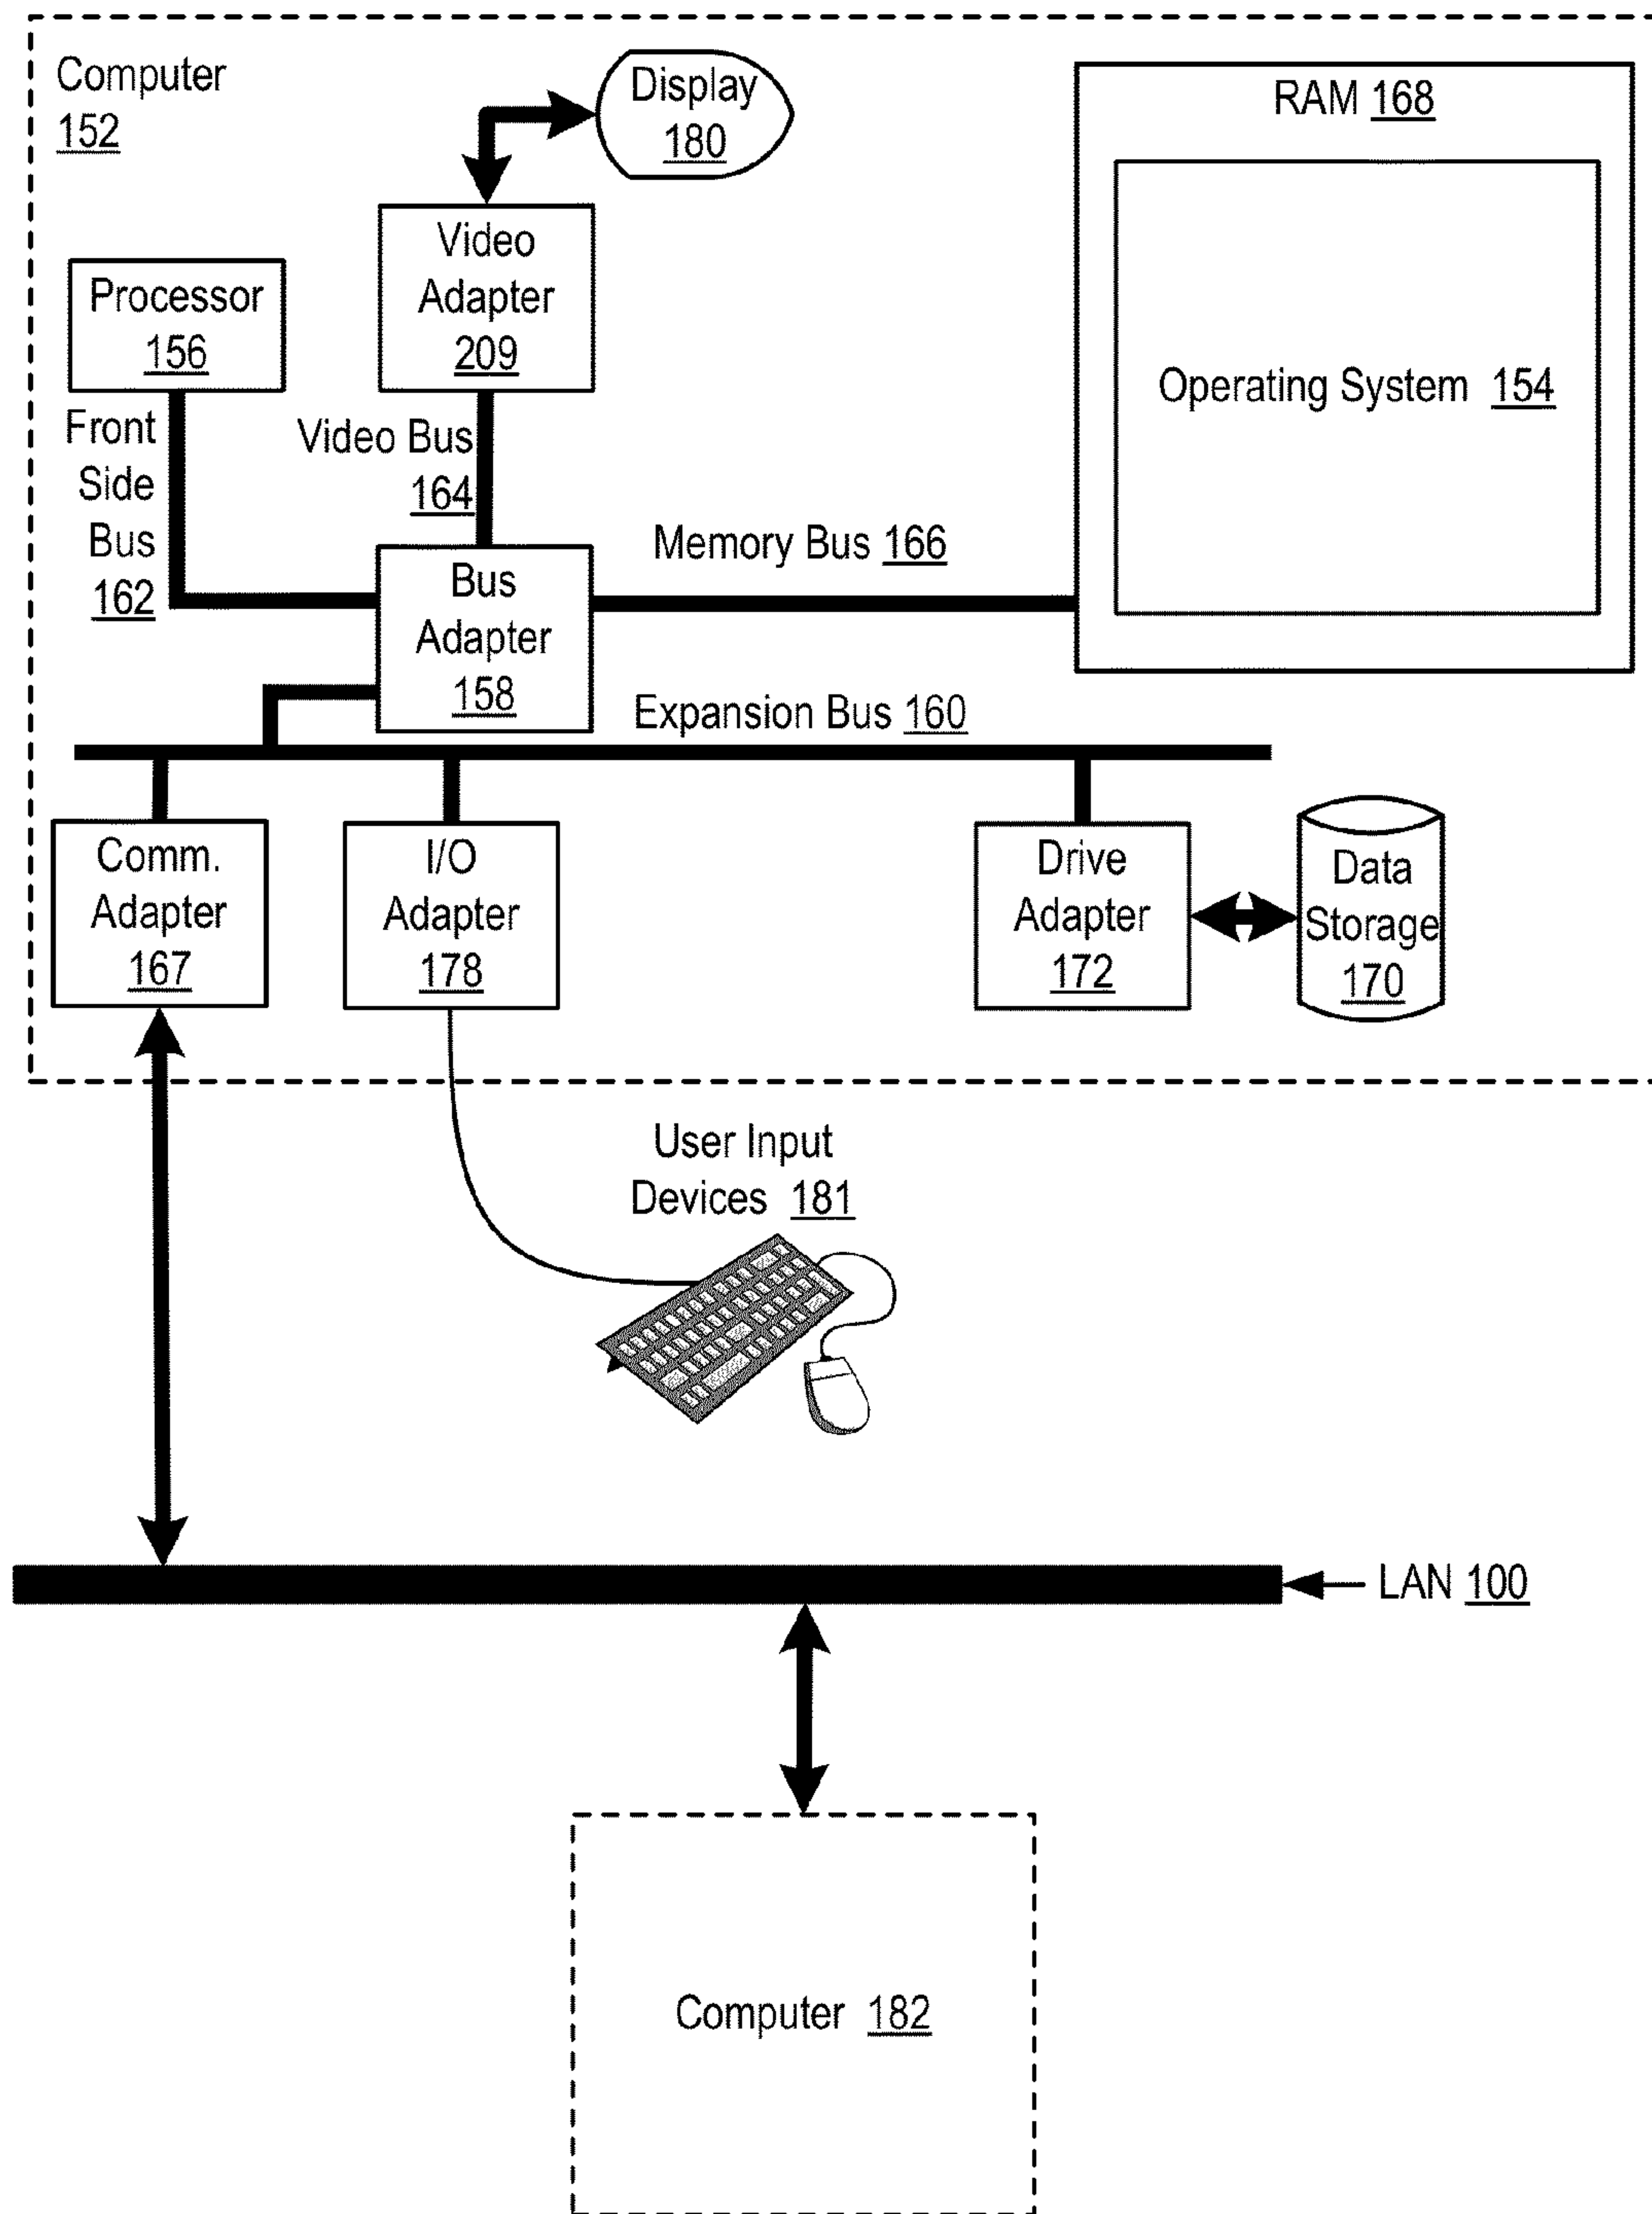 Computer
152
Display
180
RAM 168
Video
Adapter
209
Processor
156
Operating System 154
Front
Side
Bus
162
Video Bus
164
Memory Bus 166
Bus
Adapter
158
Expansion Bus 160
Comm.
Adapter
167
I/O
Adapter
178
Drive
Adapter
172
Data
Storage
170
User Input
Devices 181
LAN 100
Computer 182